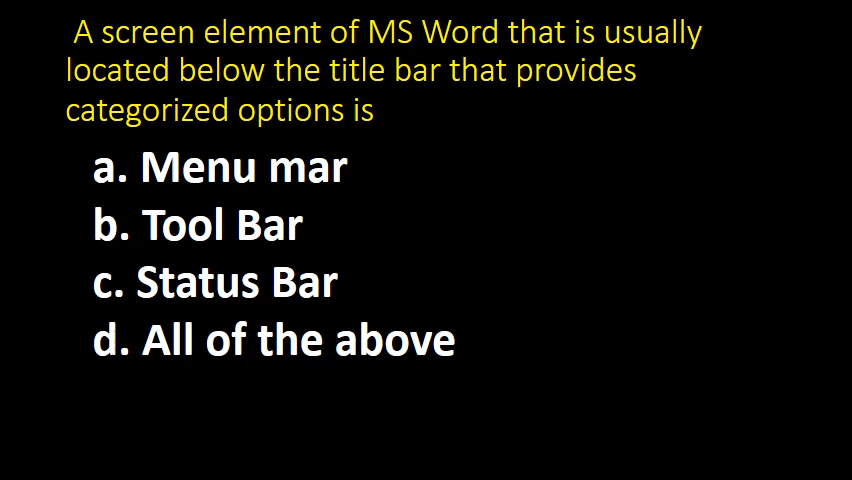 A screen element of MS Word that is usually
located below the title bar that provides
categorized options is
a. Menu mar
b. Tool Bar
c. Status Bar
d. All of the above